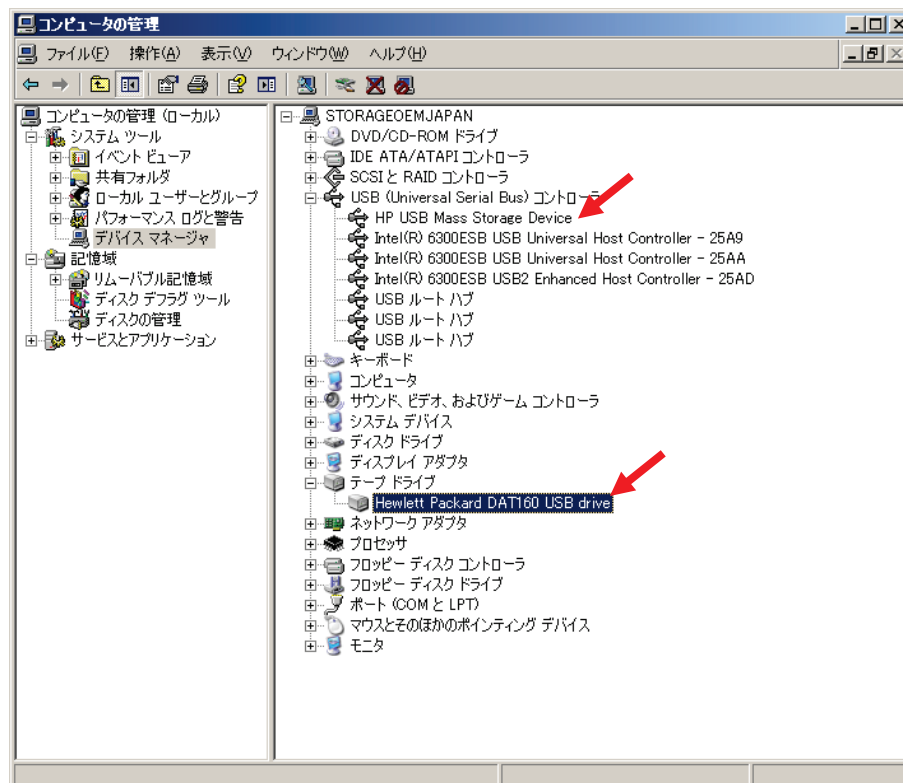 コンピュータの管理
ファイル(F) 操作(A) 表示(V) ウィンドウ(W) ヘルプ(H)
コンピュータの管理 (ローカル)
システム ツール
イベント ビューア
共有フォルダ
ローカル ユーザーとグループ
パフォーマンス ログと警告
デバイス マネージャ
記憶域
リムーバブル記憶域
ディスク デフラグ ツール
ディスクの管理
サービスとアプリケーション
STORAGEOEMJAPAN
DVD/CD-ROM ドライブ
IDE ATA/ATAPI コントローラ
SCSI と RAID コントローラ
USB (Universal Serial Bus) コントローラ
HP USB Mass Storage Device
Intel(R) 6300ESB USB Universal Host Controller - 25A9
Intel(R) 6300ESB USB Universal Host Controller - 25AA
Intel(R) 6300ESB USB2 Enhanced Host Controller - 25AD
USB ルート ハブ
USB ルート ハブ
USB ルート ハブ
キーボード
コンピュータ
サウンド、ビデオ、およびゲーム コントローラ
システム デバイス
ディスク ドライブ
ディスプレイ アダプタ
テープ ドライブ
Hewlett Packard DAT160 USB drive
ネットワーク アダプタ
プロセッサ
フロッピー ディスク コントローラ
フロッピー ディスク ドライブ
ポート (COM と LPT)
マウスとそのほかのポインティング デバイス
モニタ